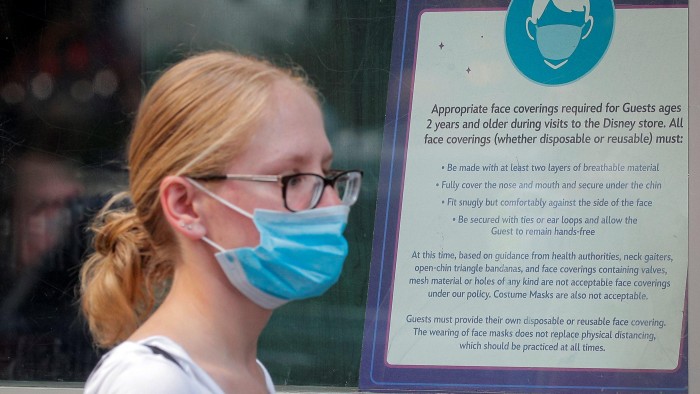 Appropriate face coverings required for Guests ages
2 years and older during visits to the Disney store. All
face coverings (whether disposable or reusable) must:
• Be made with at least two layers of breathable material
• Fully cover the nose and mouth and secure under the chin
• Fit snugly but comfortably against the side of the face
• Be secured with ties or ear loops and allow the
Guest to remain hands-free
At this time, based on guidance from health authorities, neck gaiters,
open-chin triangle bandanas, and face coverings containing valves,
mesh material or holes of any kind are not acceptable face coverings
under our policy. Costume Masks are also not acceptable.
Guests must provide their own disposable or reusable face covering.
The wearing of face masks does not replace physical distancing,
which should be practiced at all times.